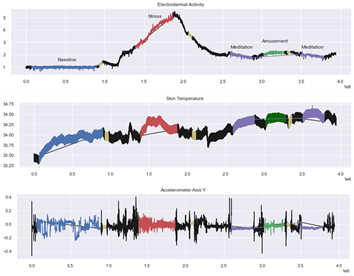 Electrodermal Activity
5
4
3
2
1
Baseline
Stress
Meditation
Amusement
Meditation
0.0 0.5 1.0 1.5 2.0 2.5 3.0 3.5 4.0
1e6
Skin Temperature
34.75
34.50
34.25
34.00
33.75
33.50
33.25
0.0 0.5 1.0 1.5 2.0 2.5 3.0 3.5 4.0
1e6
Accelerometer Axis Y
0.4
0.2
0.0
-0.2
-0.4
0.0 0.5 1.0 1.5 2.0 2.5 3.0 3.5 4.0
1e6